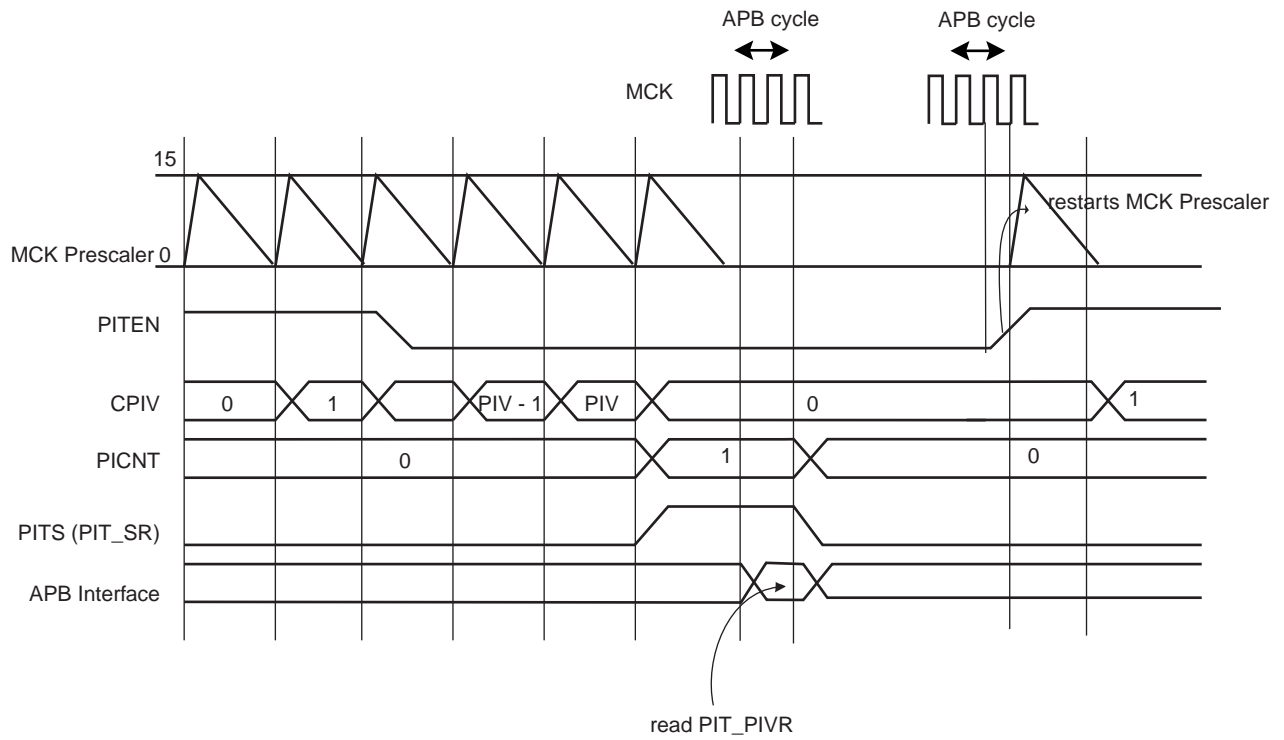 APB cycle
APB cycle
MCK
15
restarts MCK Prescaler
MCK Prescaler 0
PITEN
CPIV
0
1
PIV - 1
PIV
0
1
PICNT
0
1
0
PITS (PIT_SR)
APB Interface
read PIT_PIVR